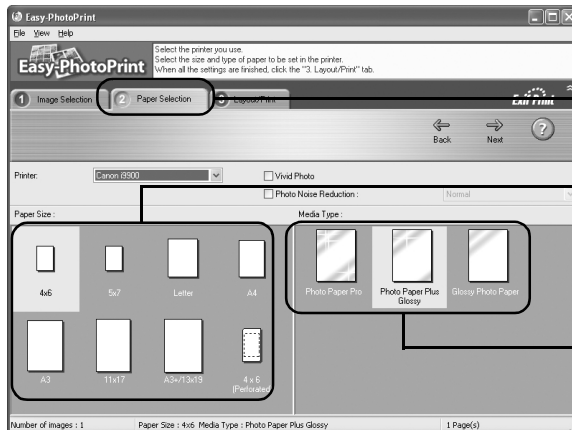 Easy-PhotoPrint
File View Help
Easy-PhotoPrint
Select the printer you use.
Select the size and type of paper to be set in the printer.
When all the settings are finished, click the "3. Layout/Print" tab.
1 Image Selection
2 Paper Selection
3 Layout/Print
Exif Print
Back
Next
?
Printer:
Canon i9900
Vivid Photo
Photo Noise Reduction :
Normal
Paper Size :
Media Type :
4x6
5x7
Letter
A4
Photo Paper Pro
Photo Paper Plus
Glossy
Glossy Photo Paper
A3
11x17
A3+/13x19
4 x 6
(Perforated)
Number of images : 1
Paper Size : 4x6 Media Type : Photo Paper Plus Glossy
1 Page(s)